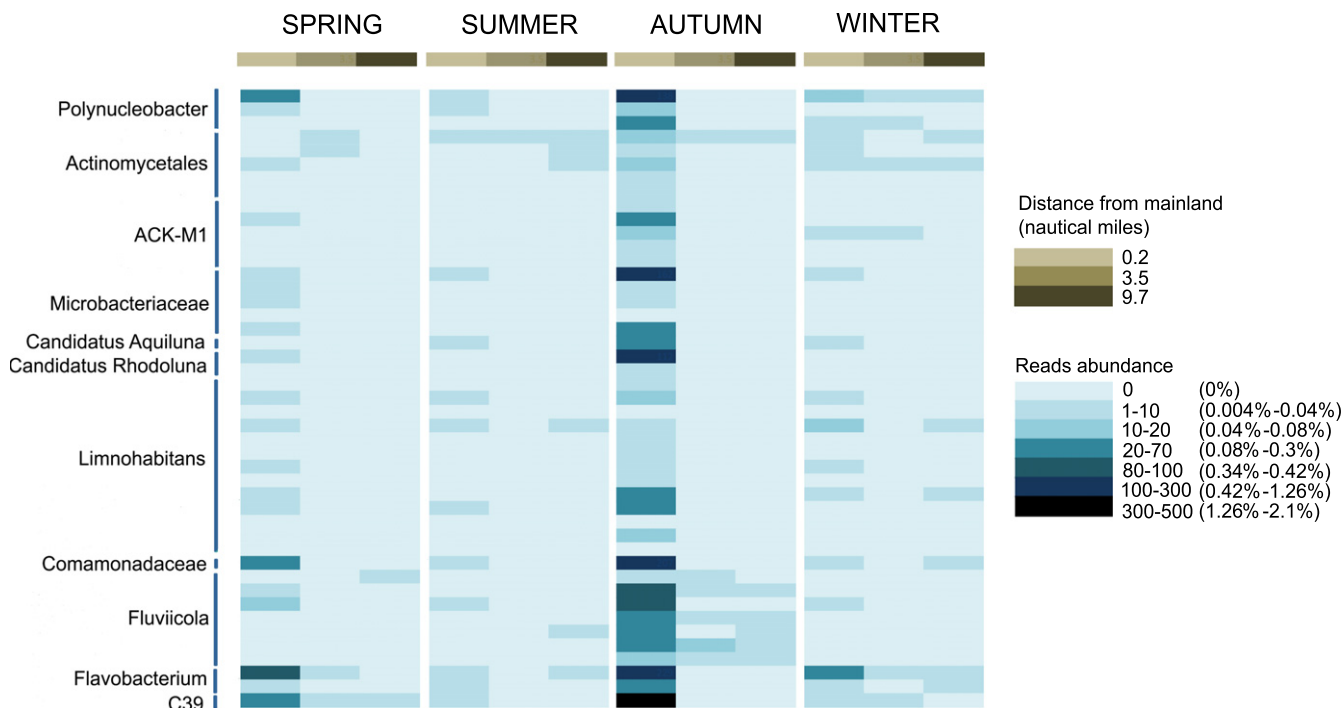 SPRING SUMMER AUTUMN WINTER
Polynucleobacter
Actinomycetales
ACK-M1
Microbacteriaceae
Candidatus Aquiluna
Candidatus Rhodoluna
Limnohabitans
Comamonadaceae
Fluviicola
Flavobacterium
C39
Distance from mainland
(nautical miles)
0.2
3.5
9.7
Reads abundance
0 (0%)
1-10 (0.004%-0.04%)
10-20 (0.04%-0.08%)
20-70 (0.08%-0.3%)
80-100 (0.34%-0.42%)
100-300 (0.42%-1.26%)
300-500 (1.26%-2.1%)